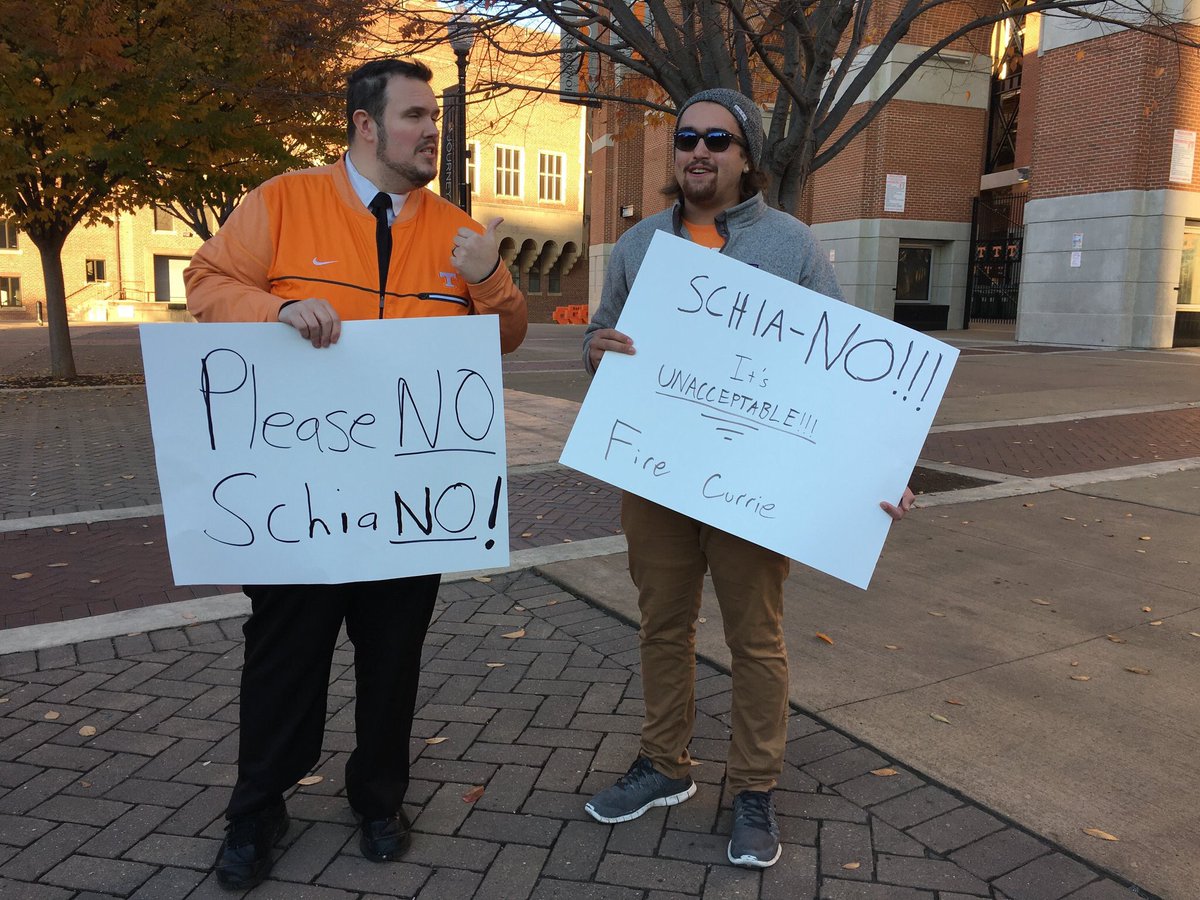 Please NO
SchiaNO!
SCHIA-NO!!!
It's
UNACCEPTABLE!!!
Fire Currie
T
T T T